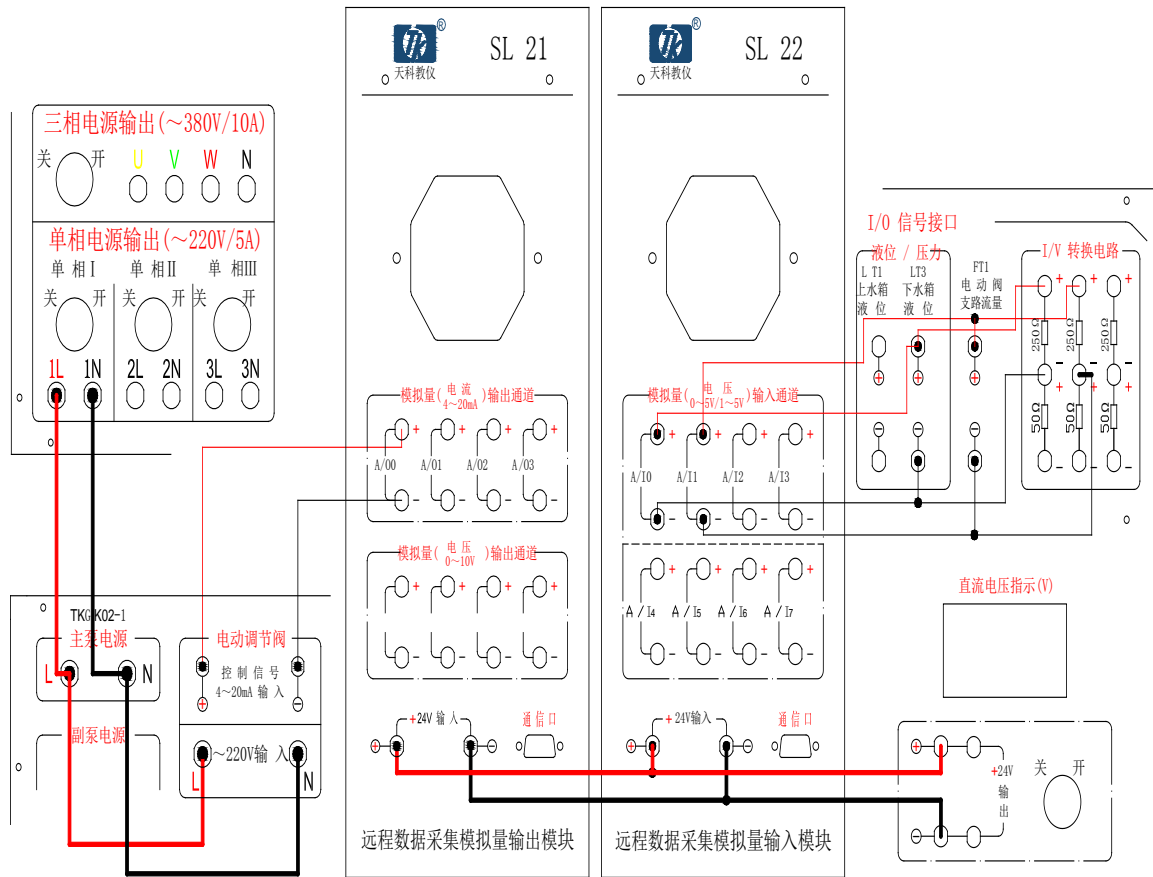 三相电源输出(～380V/10A)
关 开 U V W N
单相电源输出(～220V/5A)
单 相Ⅰ 单 相Ⅱ 单 相Ⅲ
关 开 关 开 关 开
1L 1N 2L 2N 3L 3N
TKGK02-1
主泵电源
L N
副泵电源
电动调节阀
控 制 信 号
4～20mA 输 入
+ −
～220V输 入
L N
TK ®
天科教仪
SL 21
模拟量( 电 流 4～20mA )输出通道
+ + + +
A/O0 A/O1 A/O2 A/O3
− − − −
模拟量( 电 压 0～10V )输出通道
+ + + +
− − − −
+24V 输 入
通 信 口
+ −
远程数据采集模拟量输出模块
TK ®
天科教仪
SL 22
模拟量( 电 压 0～5V/1～5V )输入通道
+ + + +
A/I0 A/I1 A/I2 A/I3
− − − −
+ + + +
A/I4 A/I5 A/I6 A/I7
− − − −
+24V输入
通 信 口
+ −
远程数据采集模拟量输入模块
I/O 信号接口
液位 / 压力
L T1
上水箱
液 位
LT3
下水箱
液 位
FT1
电 动 阀
支路流量
+ + +
− − −
I/V 转换电路
+ + +
250Ω 250Ω 250Ω
− − −
+ + +
50Ω 50Ω 50Ω
− − −
直流电压指示(V)
+
+24V
输
出
−
关 开